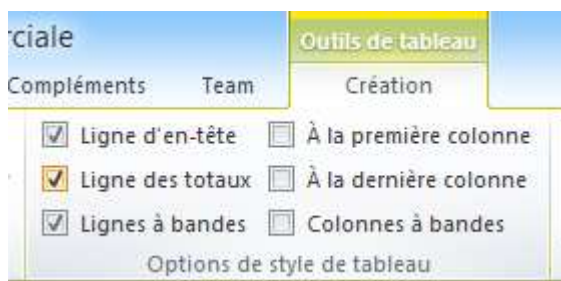 rciale
Outils de tableau
Compléments Team Création
Ligne d'en-tête À la première colonne
Ligne des totaux À la dernière colonne
Lignes à bandes Colonnes à bandes
Options de style de tableau